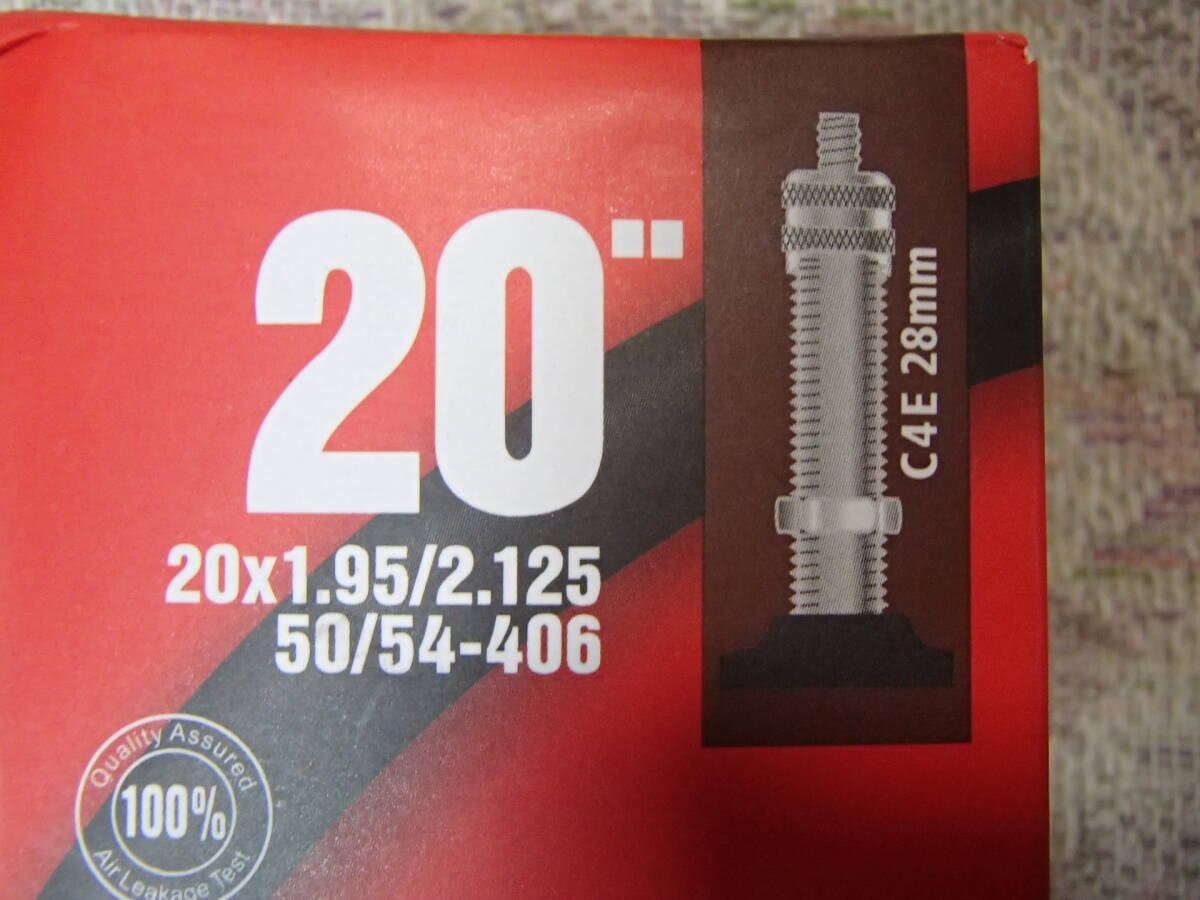 20"
C4E 28mm
20x1.95/2.125
50/54-406
Quality Assured
100%
Air Leakage Test